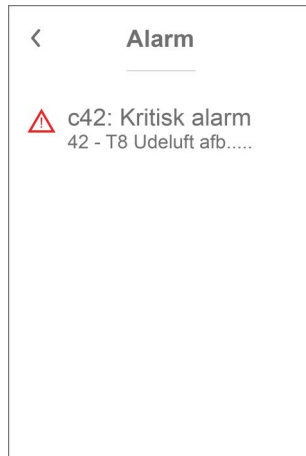 Alarm
c42: Kritisk alarm
42 - T8 Udeluft afb.....